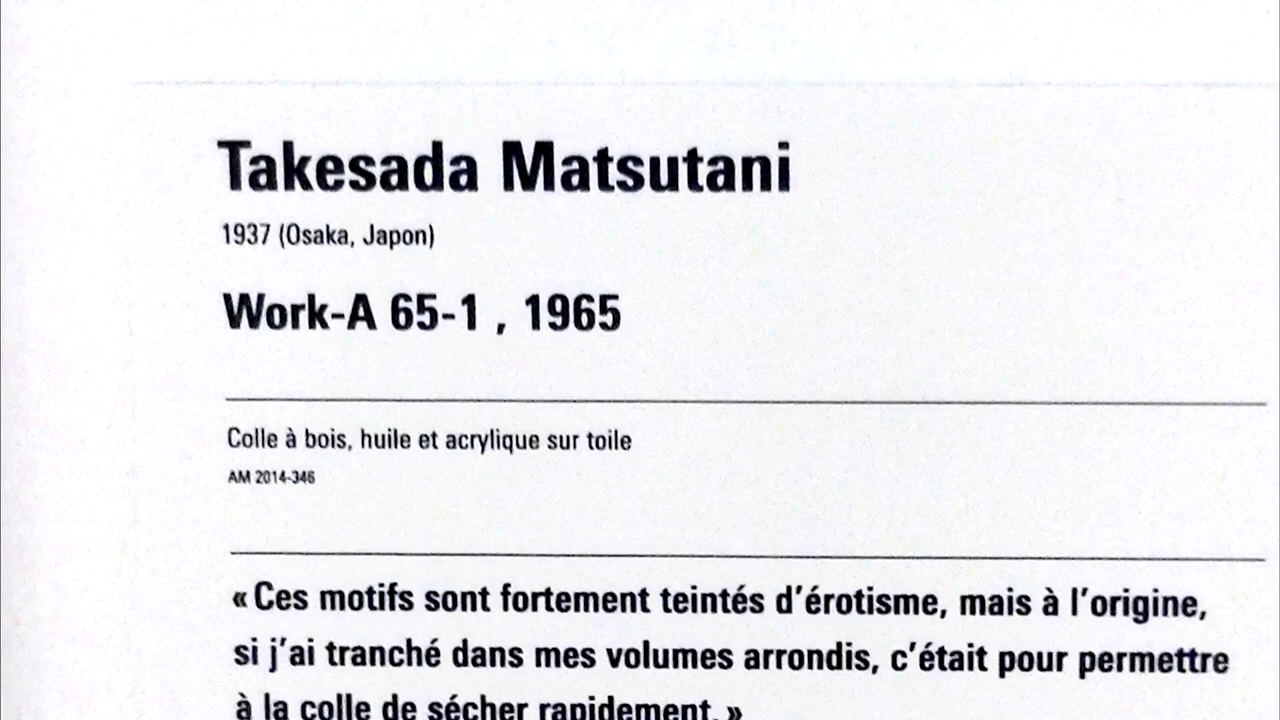 Takesada Matsutani
1937 (Osaka, Japon)
Work-A 65-1 , 1965
Colle à bois, huile et acrylique sur toile
AM 2014-346
« Ces motifs sont fortement teintés d'érotisme, mais à l'origine,
si j'ai tranché dans mes volumes arrondis, c'était pour permettre
à la colle de sécher rapidement. »